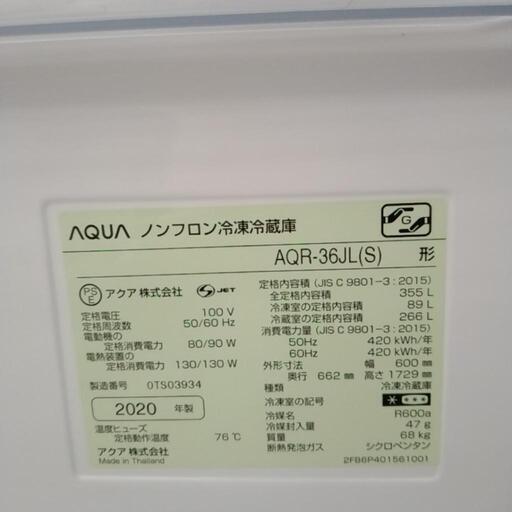 AQUA ノンフロン冷凍冷蔵庫
G
AQR-36JL(S) 形
PS
E
アクア 株式会社
S JET
定格電圧 100 V
定格周波数 50/60 Hz
電動機の
定格消費電力 80/90 W
電熱装置の
定格消費電力 130/130 W
製造番号 0TS03934
2020 年製
温度ヒューズ
定格動作温度 76℃
アクア 株式会社
Made in Thailand
定格内容積 (JIS C 9801-3 : 2015)
全定格内容積 355 L
冷凍室の定格内容積 89 L
冷蔵室の定格内容積 266 L
消費電力量 (JIS C 9801-3 : 2015)
50Hz 420 kWh/年
60Hz 420 kWh/年
外形寸法 幅 600 mm
奥行 662 mm 高さ 1729 mm
種類 冷凍冷蔵庫
冷凍室の記号
冷媒名 R600a
冷媒封入量 47 g
質量 68 kg
断熱発泡ガス シクロペンタン
2FB6P401561001